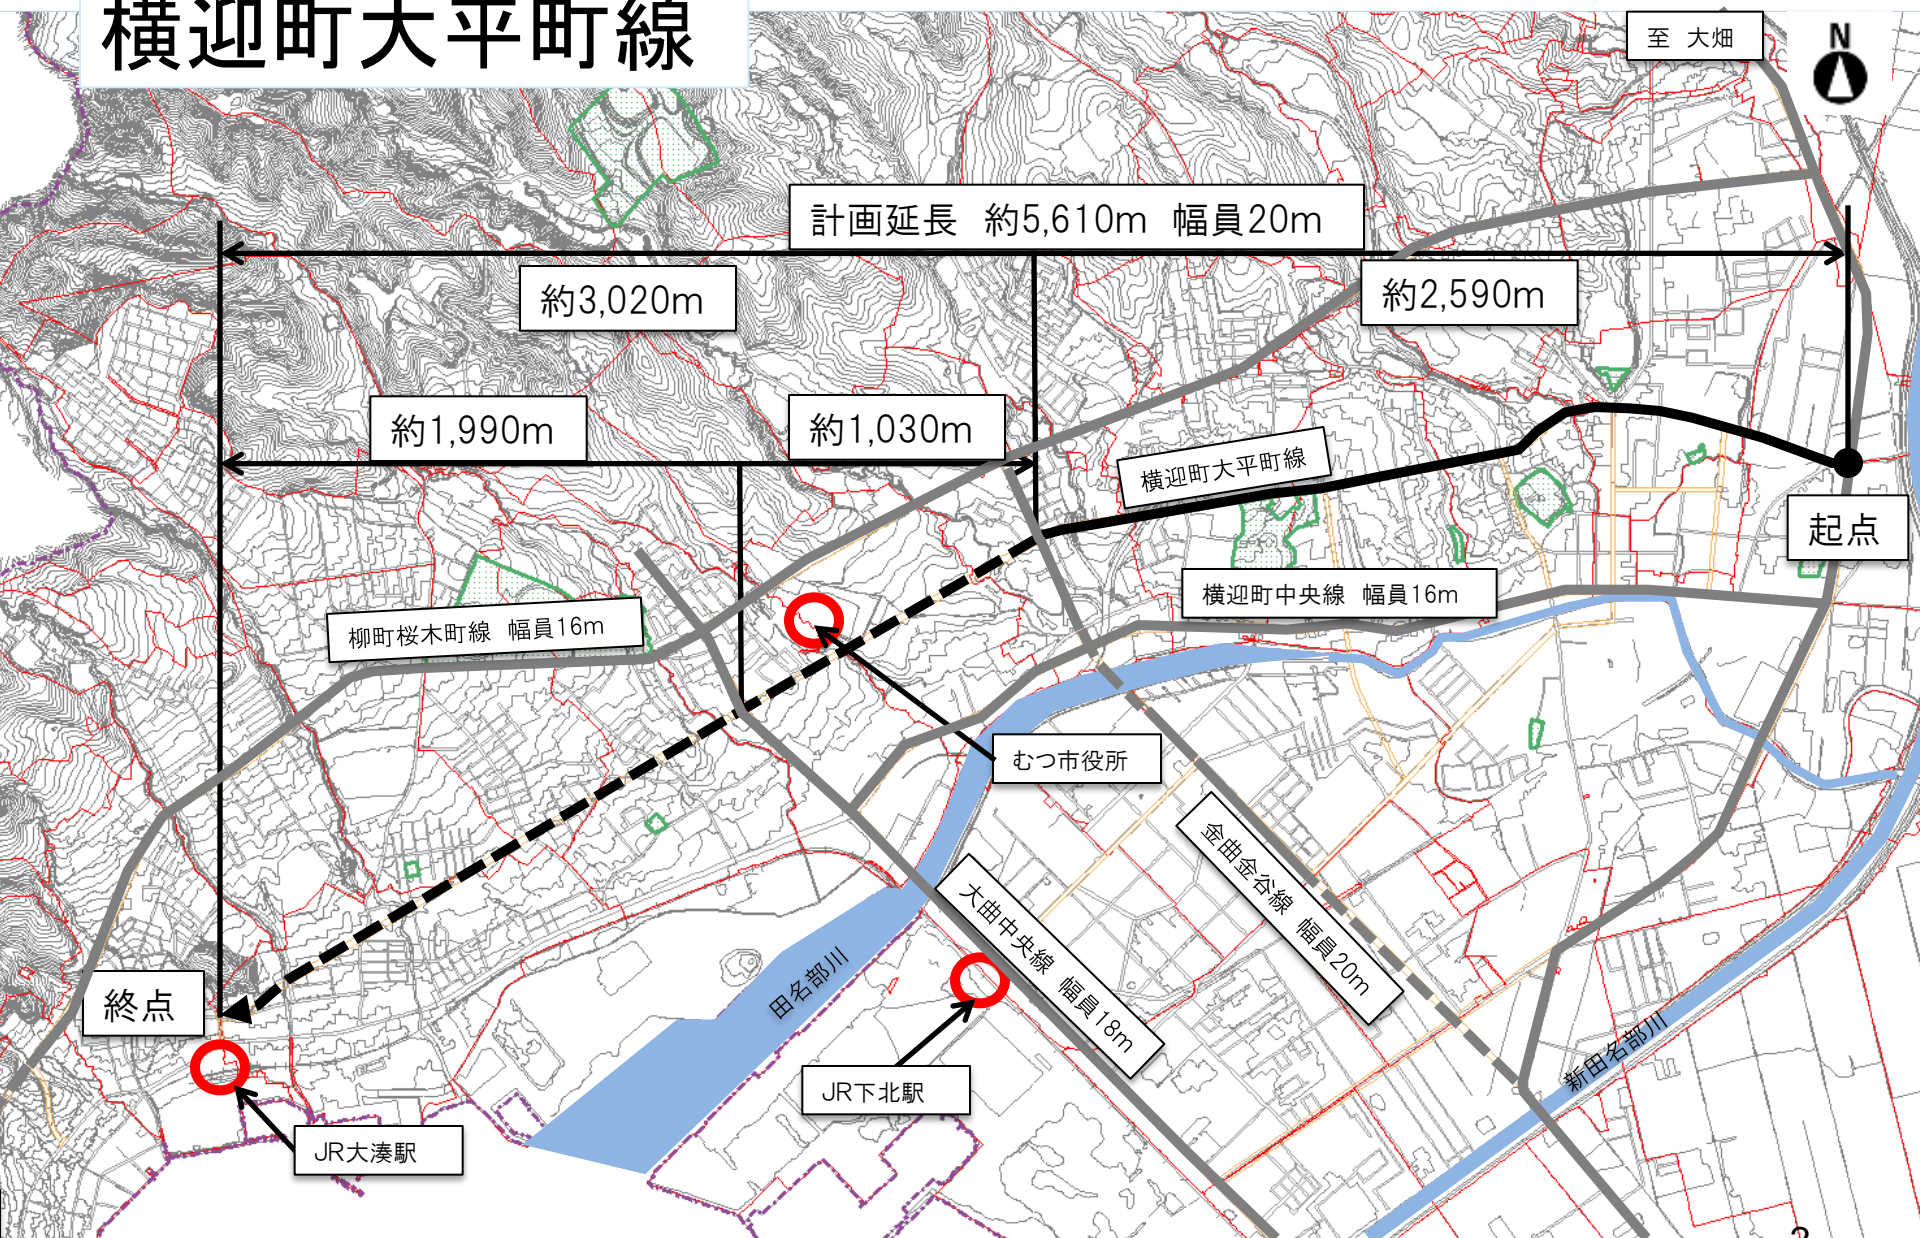 横迎町大平町線
至 大畑
N
計画延長 約5,610m 幅員20m
約3,020m
約2,590m
約1,990m
約1,030m
横迎町大平町線
起点
横迎町中央線 幅員16m
柳町桜木町線 幅員16m
むつ市役所
金曲金谷線 幅員20m
大曲中央線 幅員18m
田名部川
終点
新田名部川
JR下北駅
JR大湊駅